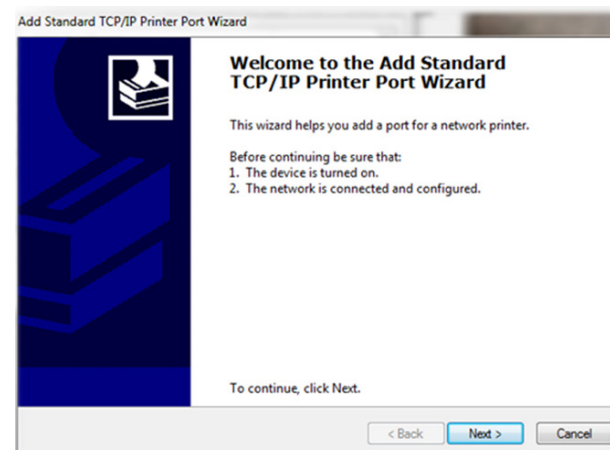 Add Standard TCP/IP Printer Port Wizard
Welcome to the Add Standard
TCP/IP Printer Port Wizard
This wizard helps you add a port for a network printer.
Before continuing be sure that:
1. The device is turned on.
2. The network is connected and configured.
To continue, click Next.
< Back Next > Cancel